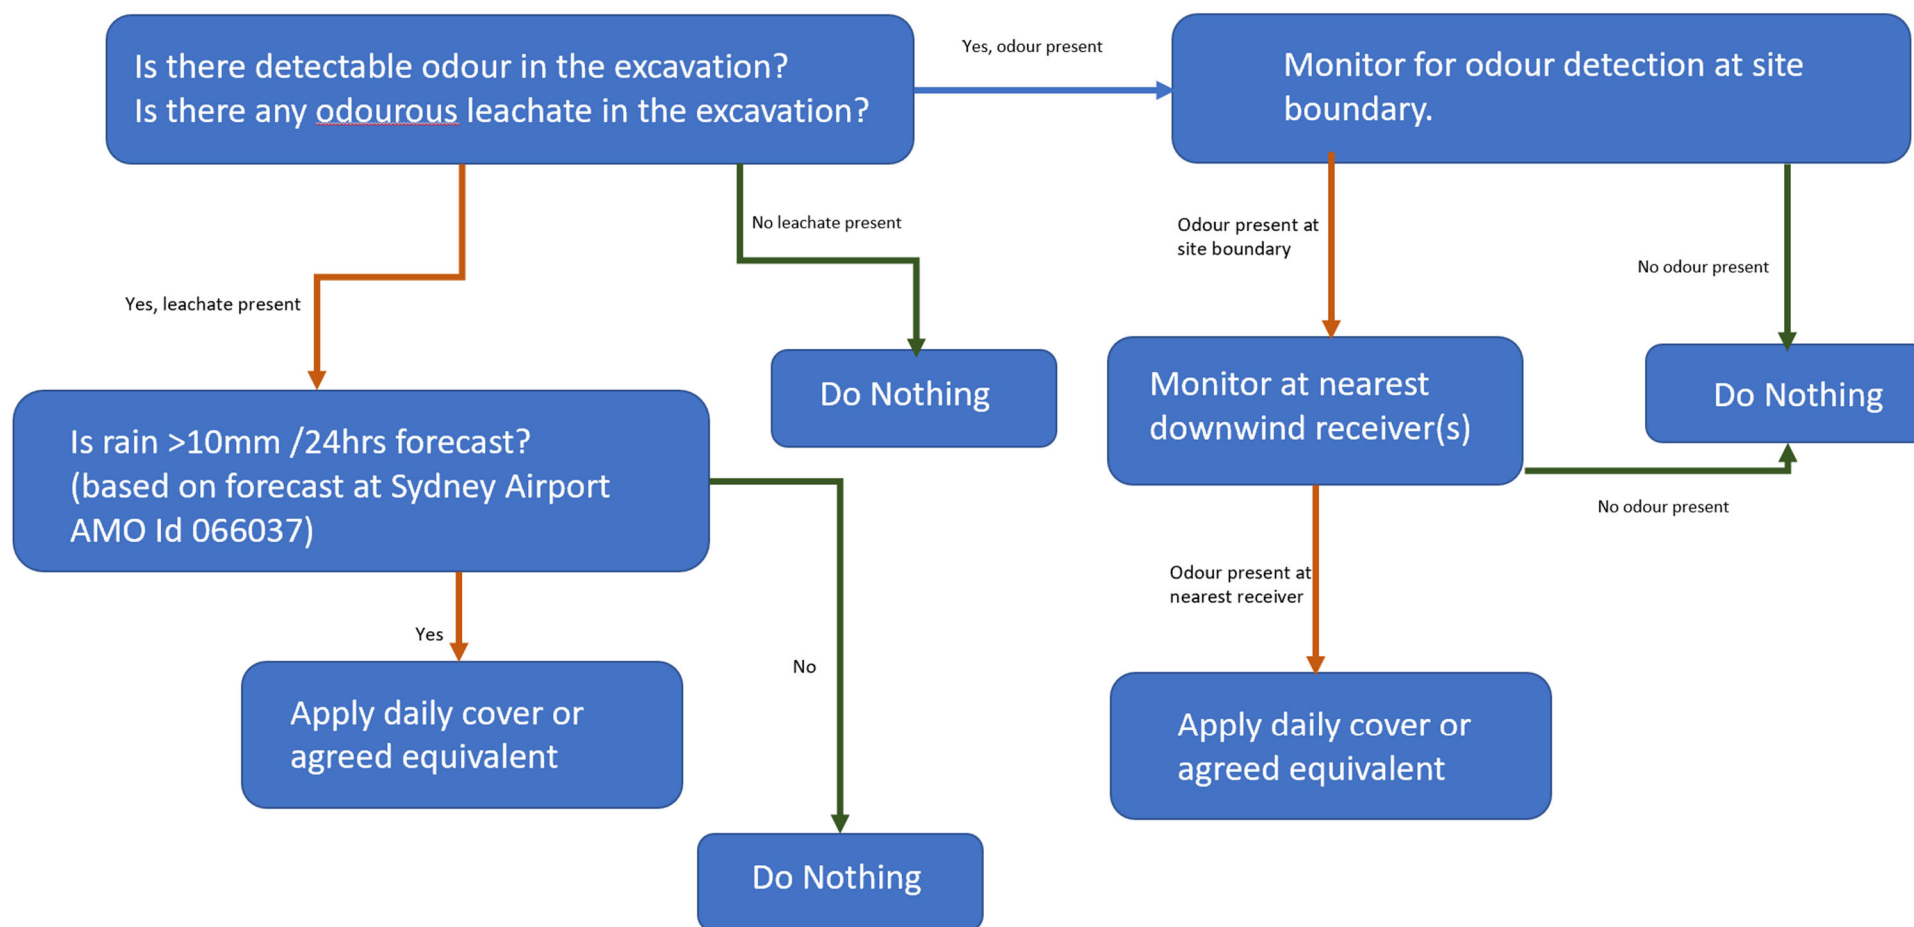 Is there detectable odour in the excavation?
Is there any odourous leachate in the excavation?
Yes, odour present
Monitor for odour detection at site
boundary.
No leachate present
Yes, leachate present
Odour present at
site boundary
No odour present
Do Nothing
Monitor at nearest
downwind receiver(s)
Do Nothing
Is rain >10mm /24hrs forecast?
(based on forecast at Sydney Airport
AMO Id 066037)
No odour present
Odour present at
nearest receiver
Yes
No
Apply daily cover or
agreed equivalent
Apply daily cover or
agreed equivalent
Do Nothing